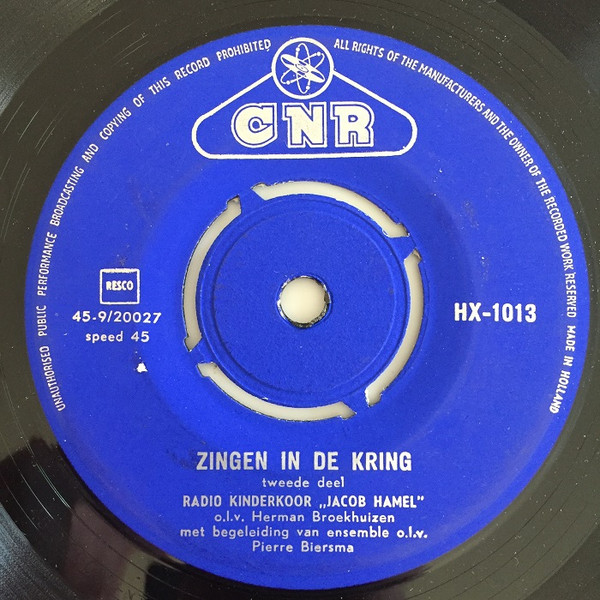 UNAUTHORISED PUBLIC PERFORMANCE BROADCASTING AND COPYING OF THIS RECORD PROHIBITED
ALL RIGHTS OF THE MANUFACTURERS AND THE OWNER OF THE RECORDED WORK RESERVED MADE IN HOLLAND
CNR
RESCO
45-9/20027
speed 45
HX-1013
ZINGEN IN DE KRING
tweede deel
RADIO KINDERKOOR „JACOB HAMEL"
o.l.v. Herman Broekhuizen
met begeleiding van ensemble o.l.v.
Pierre Biersma